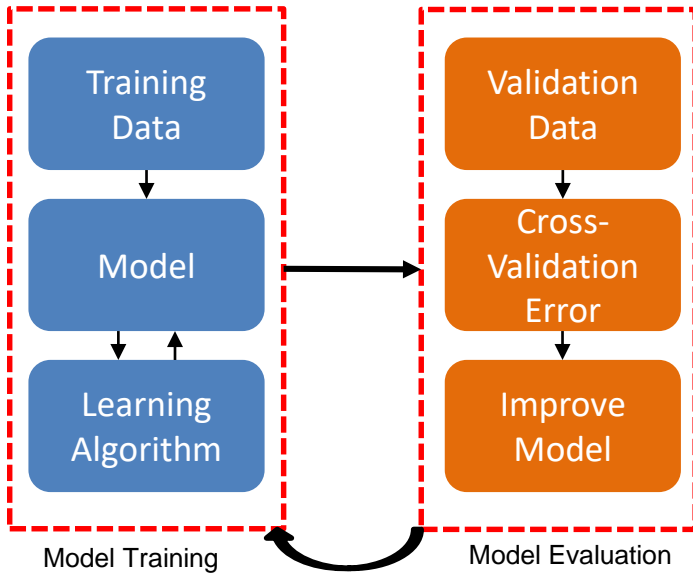 Training
Data
Model
Learning
Algorithm
Model Training
Validation
Data
Cross-
Validation
Error
Improve
Model
Model Evaluation